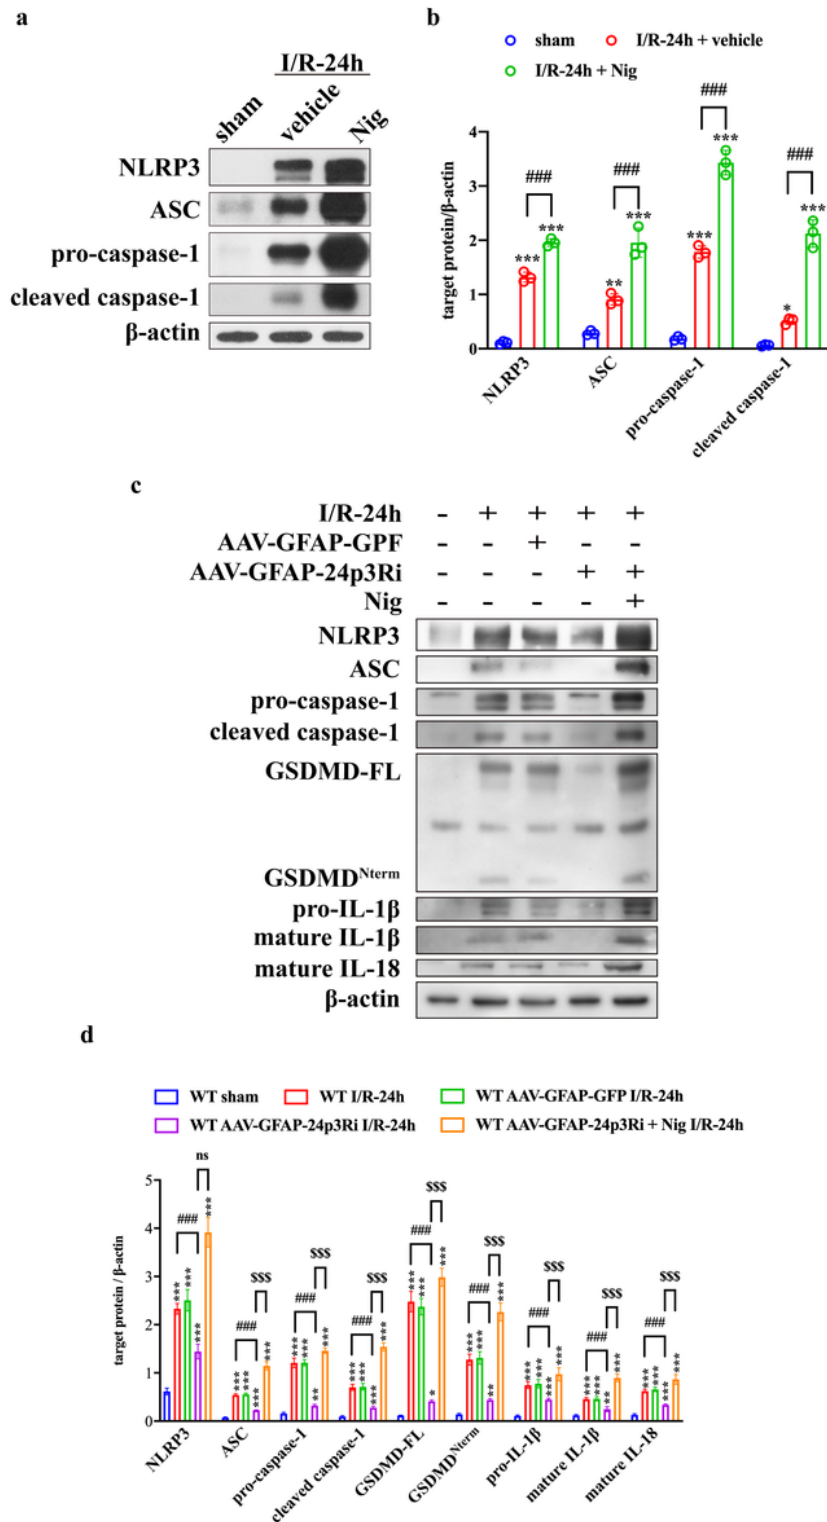 a
I/R-24h
sham vehicle Nig
NLRP3
ASC
pro-caspase-1
cleaved caspase-1
β-actin
b
sham I/R-24h + vehicle
I/R-24h + Nig
target protein/β-actin
4
3
2
1
0
### ### ### ###
*** *** ** *** *** *** * ***
NLRP3 ASC pro-caspase-1 cleaved caspase-1
c
I/R-24h - + + + +
AAV-GFAP-GPF - - + - -
AAV-GFAP-24p3Ri - - - + +
Nig - - - - +
NLRP3
ASC
pro-caspase-1
cleaved caspase-1
GSDMD-FL
GSDMDNterm
pro-IL-1β
mature IL-1β
mature IL-18
β-actin
d
WT sham WT I/R-24h WT AAV-GFAP-GFP I/R-24h
WT AAV-GFAP-24p3Ri I/R-24h WT AAV-GFAP-24p3Ri + Nig I/R-24h
target protein / β-actin
5
4
3
2
1
0
ns $$$ $$$ $$$ $$$ $$$ $$$ $$$ $$$
### ### ### ### ### ### ### ### ###
*** *** *** *** *** *** *** *** *** *** ** *** *** *** *** *** *** *** * *** *** *** ** *** *** *** *** *** *** *** ** *** *** *** *** ***
NLRP3 ASC pro-caspase-1 cleaved caspase-1 GSDMD-FL GSDMDNterm pro-IL-1β mature IL-1β mature IL-18